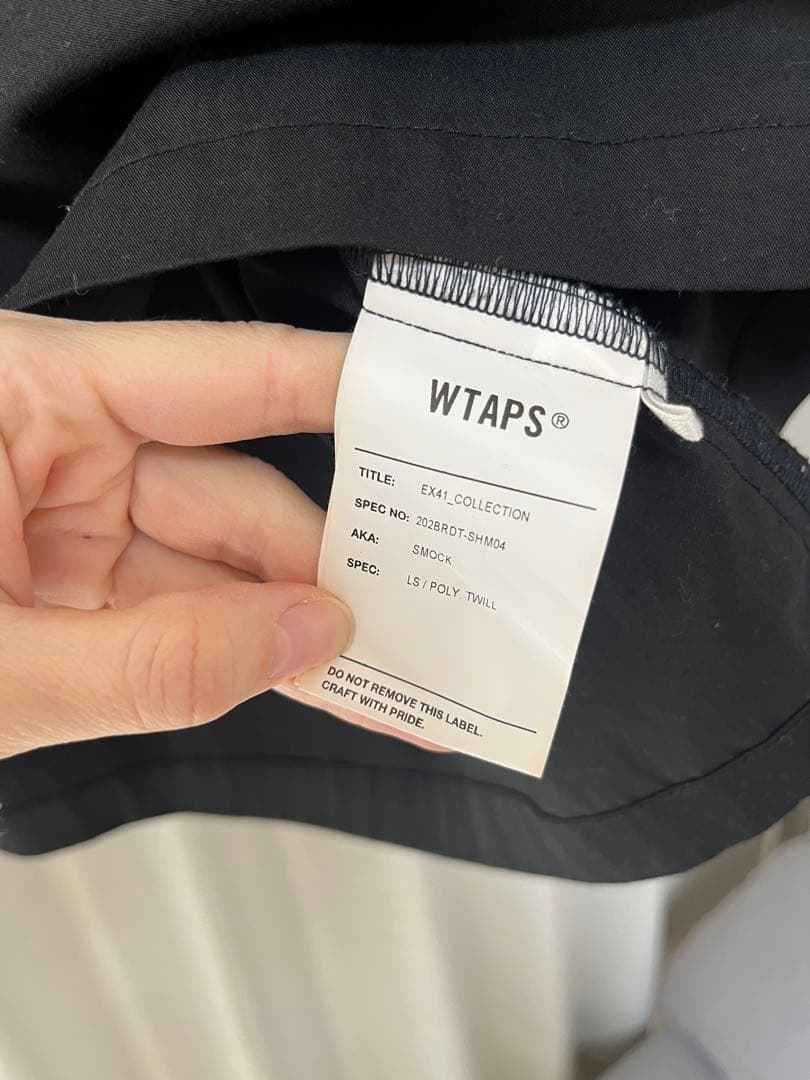 WTAPS®
TITLE: EX41_COLLECTION
SPEC NO: 202BRDT-SHM04
AKA: SMOCK
SPEC: LS / POLY. TWILL
DO NOT REMOVE THIS LABEL.
CRAFT WITH PRIDE.